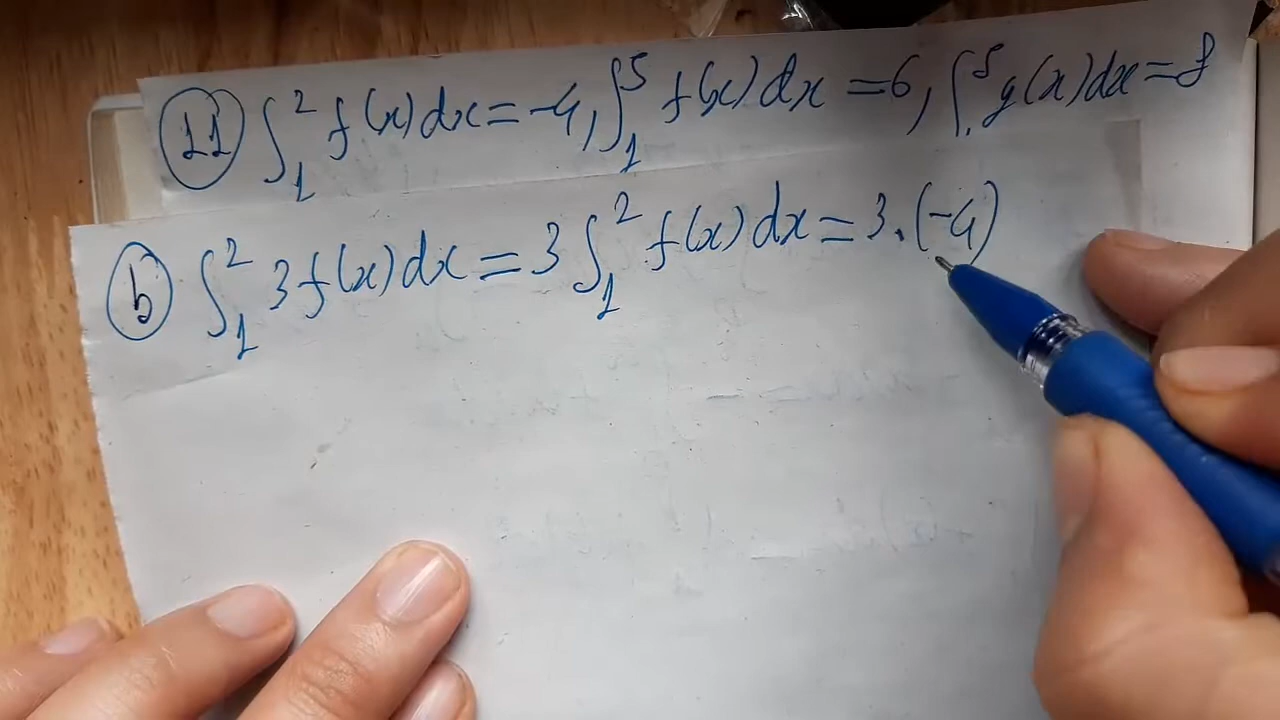 ⑪ ∫₁² f(x)dx = -4, ∫₁⁵ f(x)dx = 6, ∫₁⁵ g(x)dx = 8
ⓑ ∫₁² 3f(x)dx = 3 ∫₁² f(x)dx = 3.(-4)